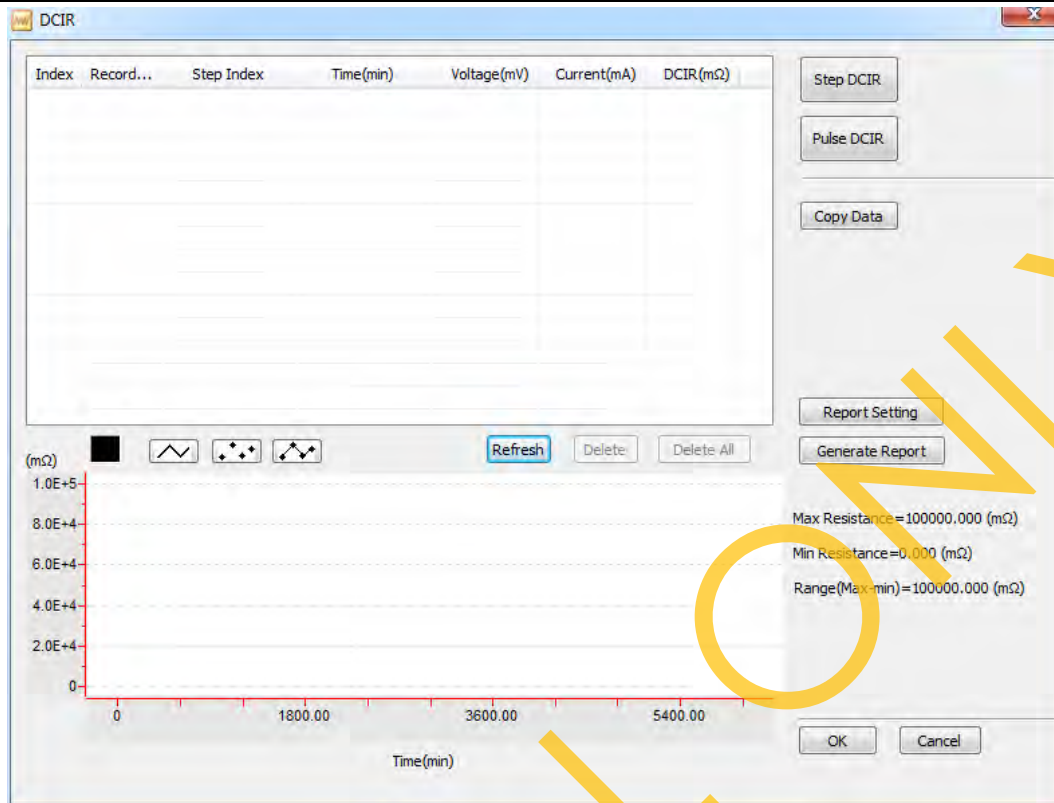 DCIR
Index Record... Step Index Time(min) Voltage(mV) Current(mA) DCIR(mΩ)
Step DCIR
Pulse DCIR
Copy Data
Report Setting
Generate Report
Refresh Delete Delete All
(mΩ)
1.0E+5
8.0E+4
6.0E+4
4.0E+4
2.0E+4
0
0 1800.00 3600.00 5400.00
Time(min)
Max Resistance=100000.000 (mΩ)
Min Resistance=0.000 (mΩ)
Range(Max-min)=100000.000 (mΩ)
OK Cancel